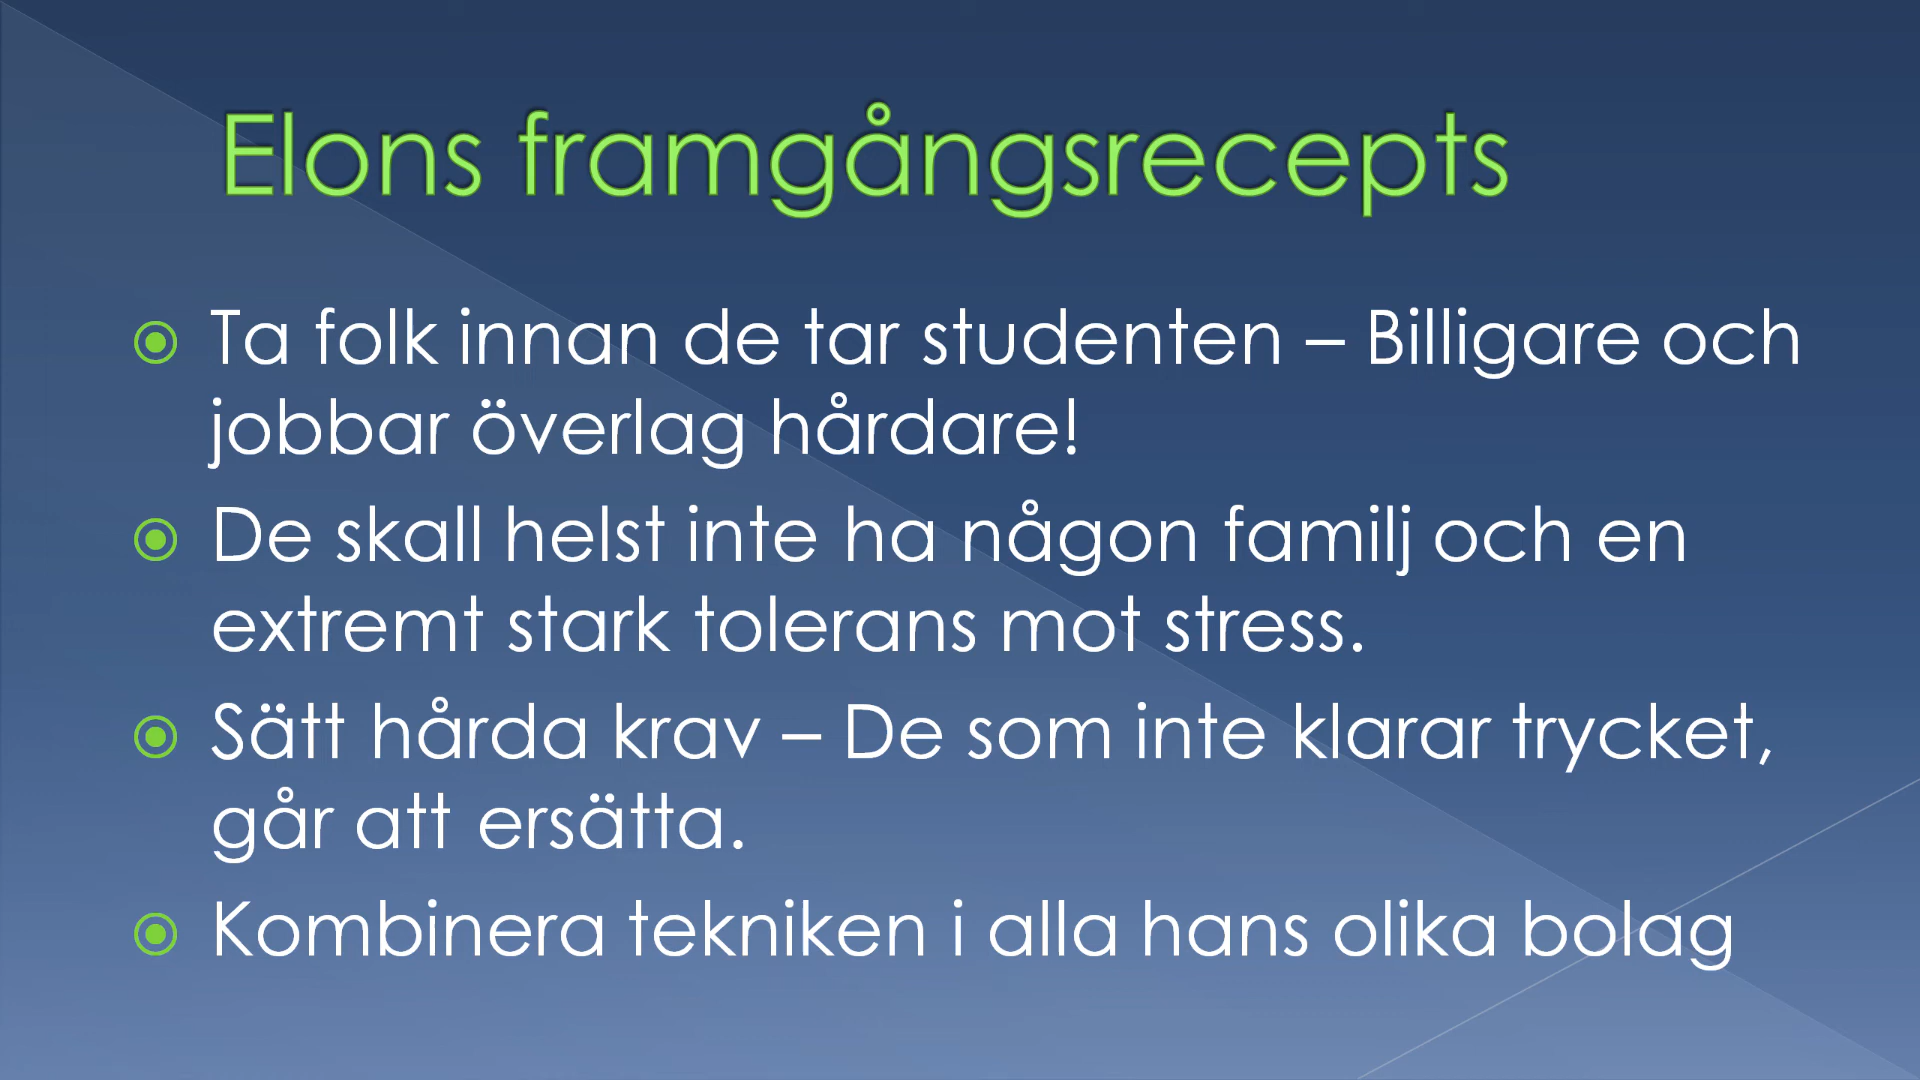 Elons framgångsrecepts
Ta folk innan de tar studenten – Billigare och
jobbar överlag hårdare!
De skall helst inte ha någon familj och en
extremt stark tolerans mot stress.
Sätt hårda krav – De som inte klarar trycket,
går att ersätta.
Kombinera tekniken i alla hans olika bolag